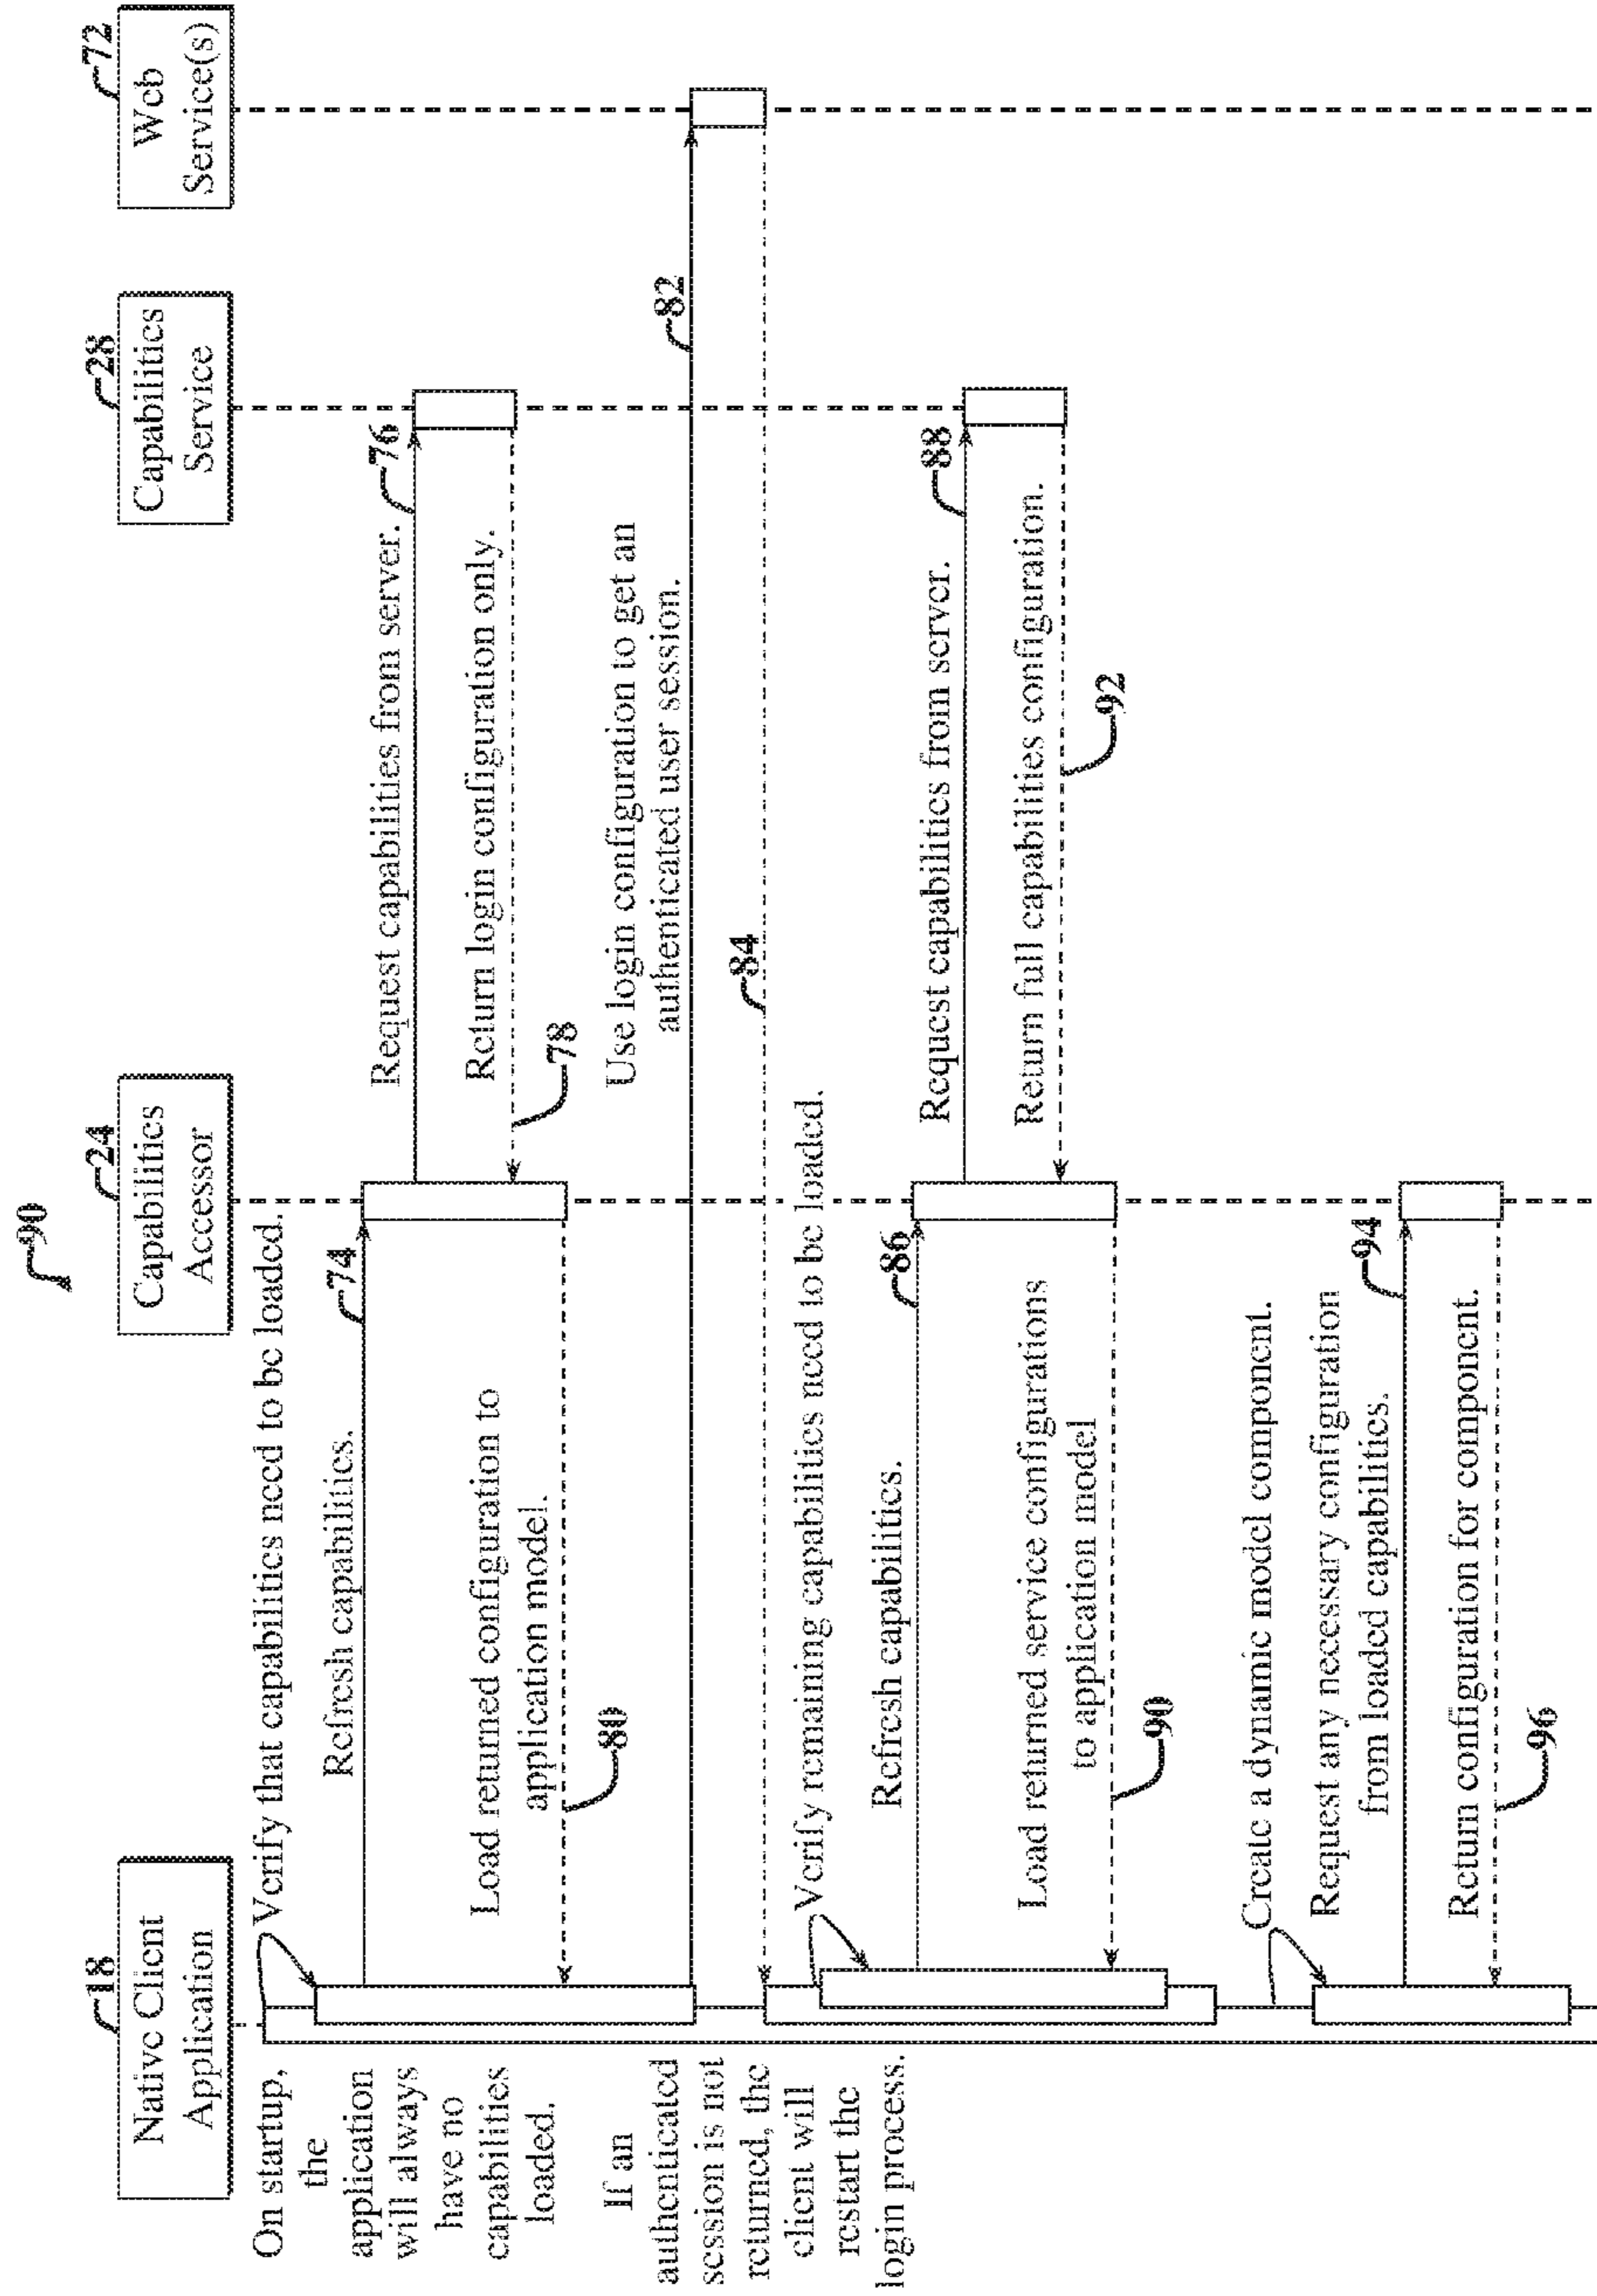 90
18
Native Client
Application
24
Capabilities
Accessor
28
Capabilities
Service
72
Web
Service(s)
On startup,
the
application
will always
have no
capabilities
loaded.
Verify that capabilities need to be loaded.
Refresh capabilities.
74
Request capabilities from server.
76
Return login configuration only.
78
Load returned configuration to
application model.
80
Use login configuration to get an
authenticated user session.
82
84
If an
authenticated
session is not
returned, the
client will
restart the
login process.
Verify remaining capabilities need to be loaded.
Refresh capabilities.
86
Request capabilities from server.
88
Return full capabilities configuration.
92
Load returned service configurations
to application model
90
Create a dynamic model component.
Request any necessary configuration
from loaded capabilities.
94
Return configuration for component.
96